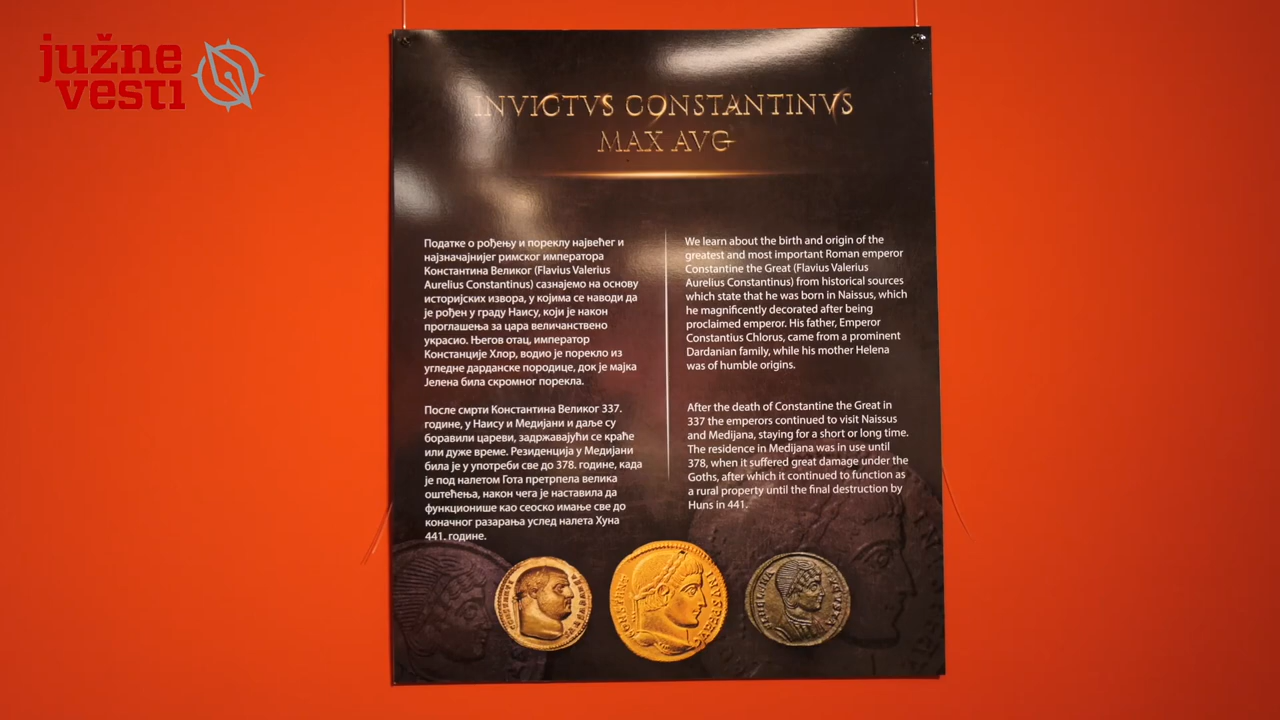 južne
vesti
INVICTVS CONSTANTINVS
MAX AVG
Податке о рођењу и пореклу највећег и
најзначајнијег римског императора
Константина Великог (Flavius Valerius
Aurelius Constantinus) сазнајемо на основу
историјских извора, у којима се наводи да
је рођен у граду Наису, који је након
проглашења за цара величанствено
украсио. Његов отац, император
Констанције Хлор, водио је порекло из
угледне дарданске породице, док је мајка
Јелена била скромног порекла.
После смрти Константина Великог 337.
године, у Наису и Медијани и даље су
боравили цареви, задржавајући се краће
или дуже време. Резиденција у Медијани
била је у употреби све до 378. године, када
је под налетом Гота претрпела велика
оштећења, након чега је наставила да
функционише као сеоско имање све до
коначног разарања услед налета Хуна
441. године.
We learn about the birth and origin of the
greatest and most important Roman emperor
Constantine the Great (Flavius Valerius
Aurelius Constantinus) from historical sources
which state that he was born in Naissus, which
he magnificently decorated after being
proclaimed emperor. His father, Emperor
Constantius Chlorus, came from a prominent
Dardanian family, while his mother Helena
was of humble origins.
After the death of Constantine the Great in
337 the emperors continued to visit Naissus
and Medijana, staying for a short or long time.
The residence in Medijana was in use until
378, when it suffered great damage under the
Goths, after which it continued to function as
a rural property until the final destruction by
Huns in 441.